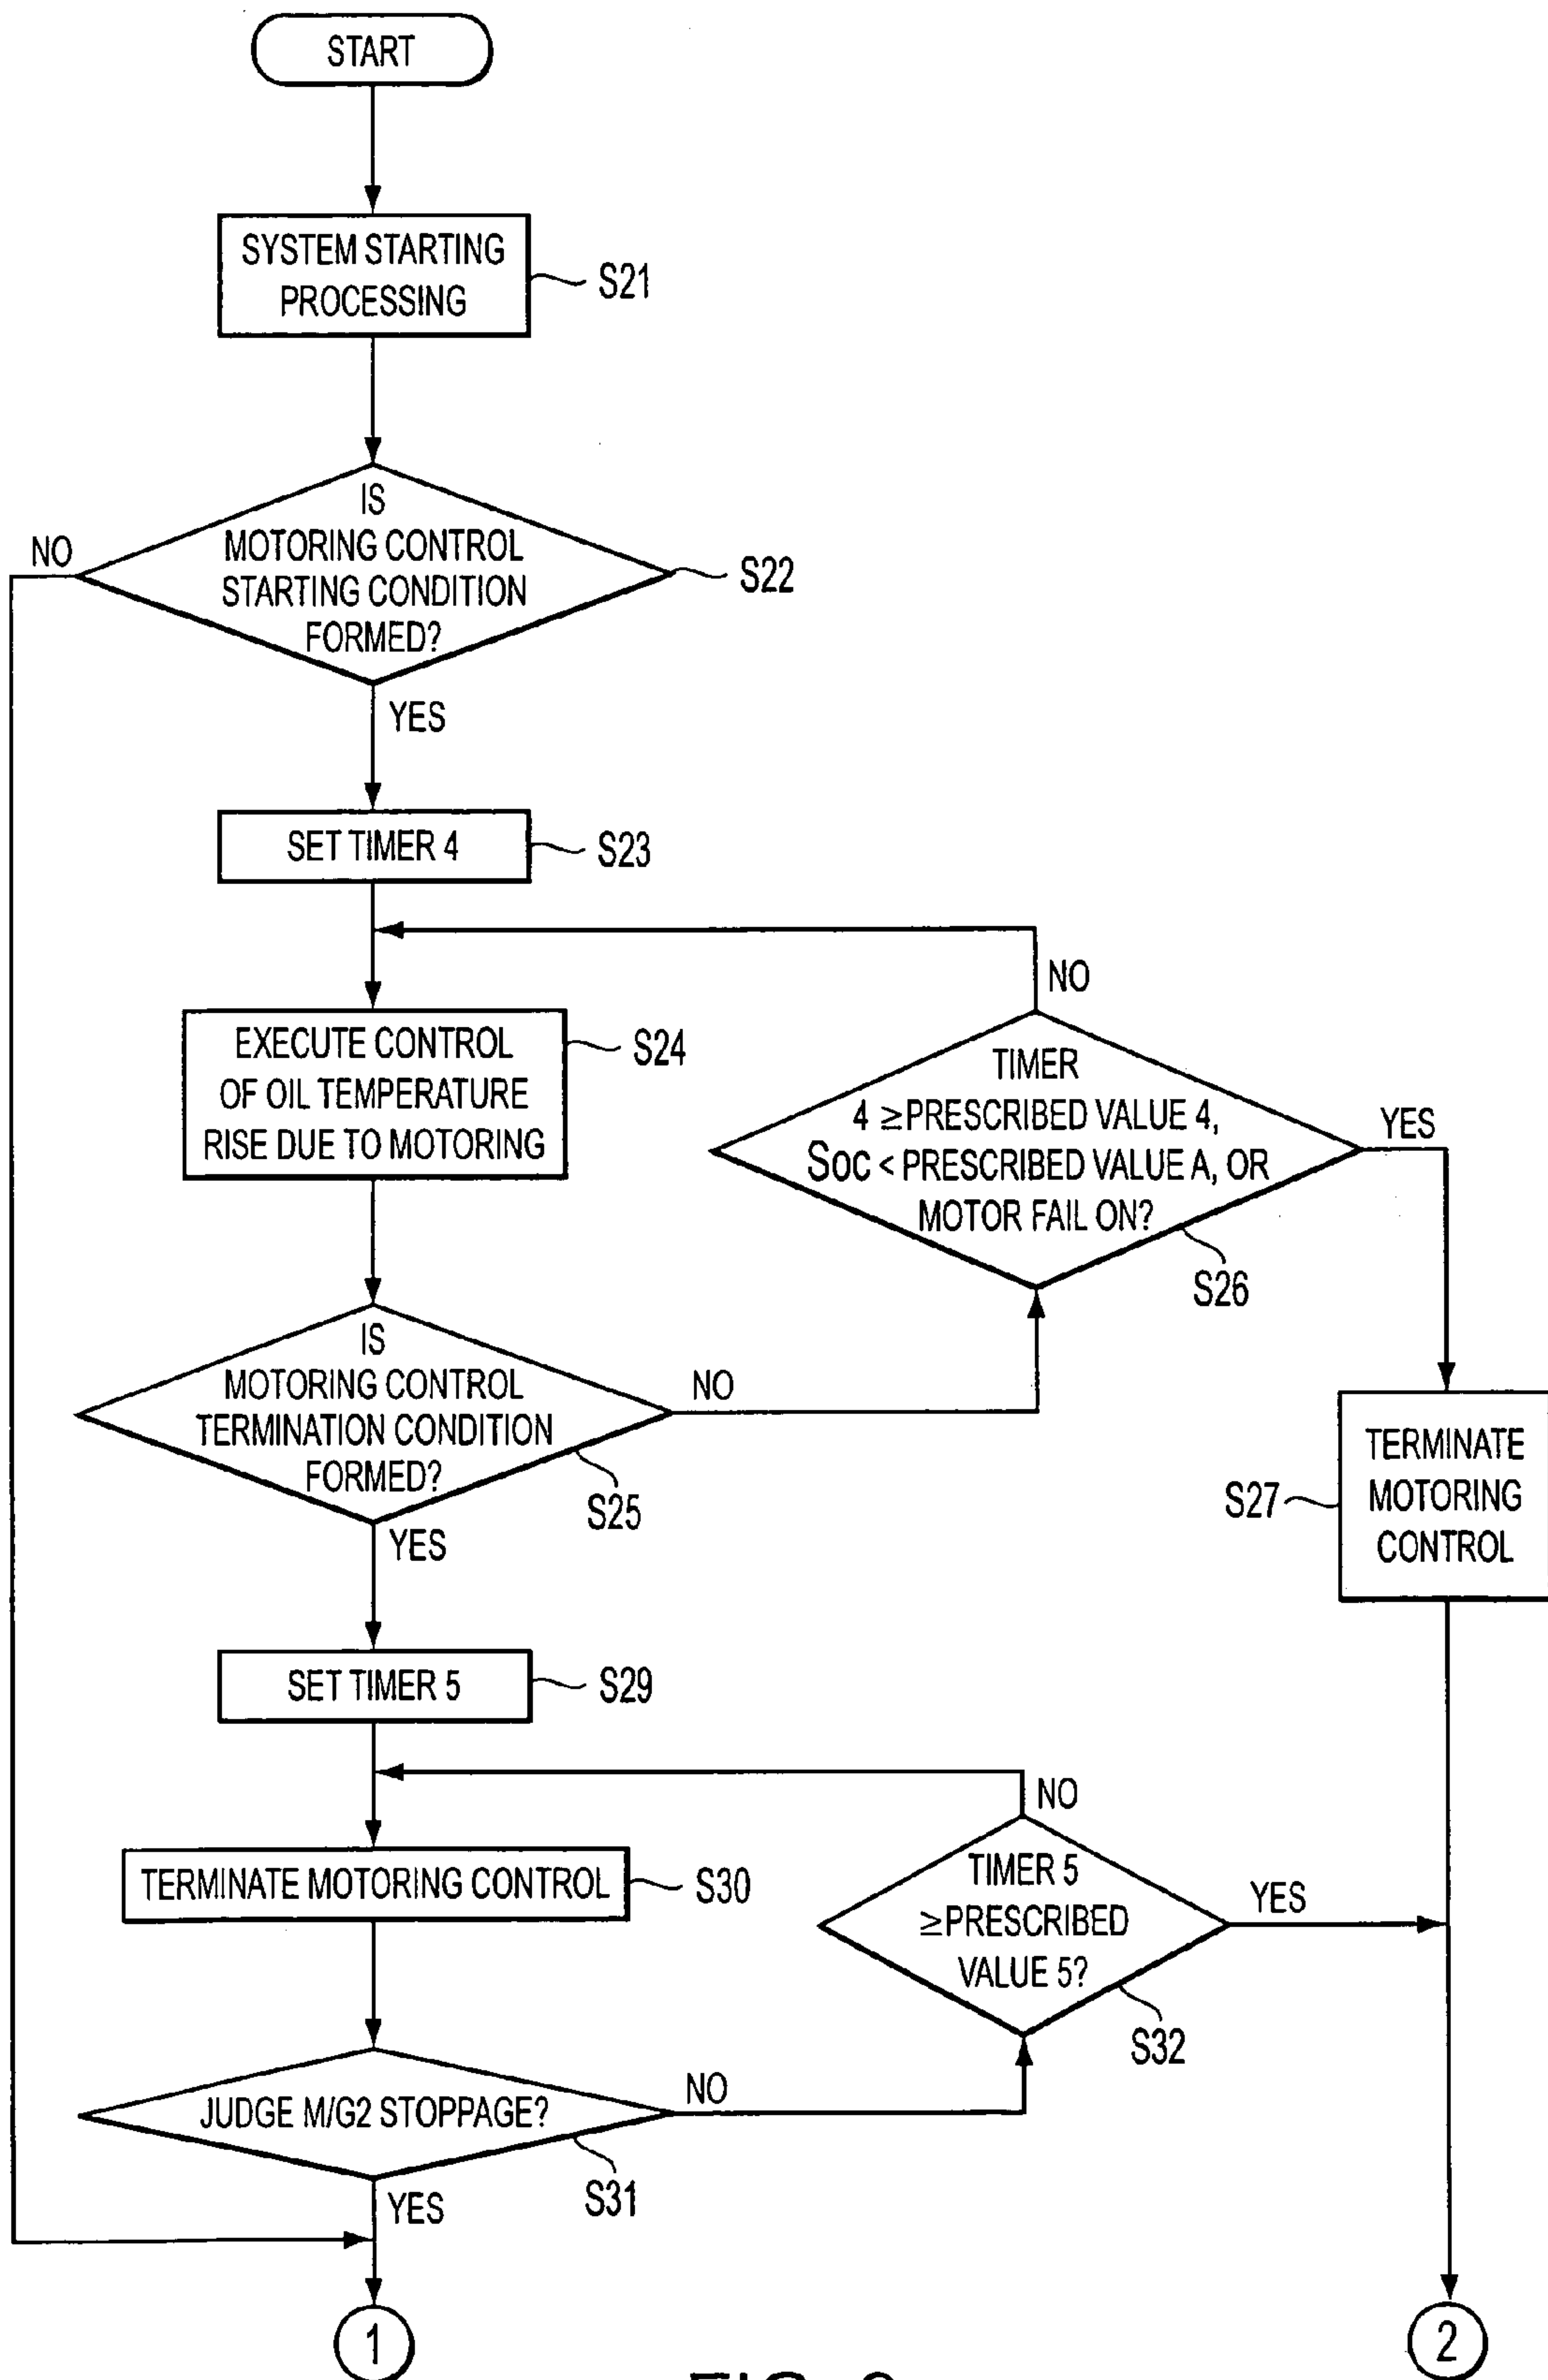 START
SYSTEM STARTING
PROCESSING
S21
IS
MOTORING CONTROL
STARTING CONDITION
FORMED?
NO
S22
YES
SET TIMER 4
S23
NO
EXECUTE CONTROL
OF OIL TEMPERATURE
RISE DUE TO MOTORING
S24
TIMER
4 ≥PRESCRIBED VALUE 4,
SOC < PRESCRIBED VALUE A, OR
MOTOR FAIL ON?
YES
S26
IS
MOTORING CONTROL
TERMINATION CONDITION
FORMED?
NO
S25
YES
S27
TERMINATE
MOTORING
CONTROL
SET TIMER 5
S29
NO
TERMINATE MOTORING CONTROL
S30
TIMER 5
≥PRESCRIBED
VALUE 5?
YES
S32
JUDGE M/G2 STOPPAGE?
NO
S31
YES
1
2